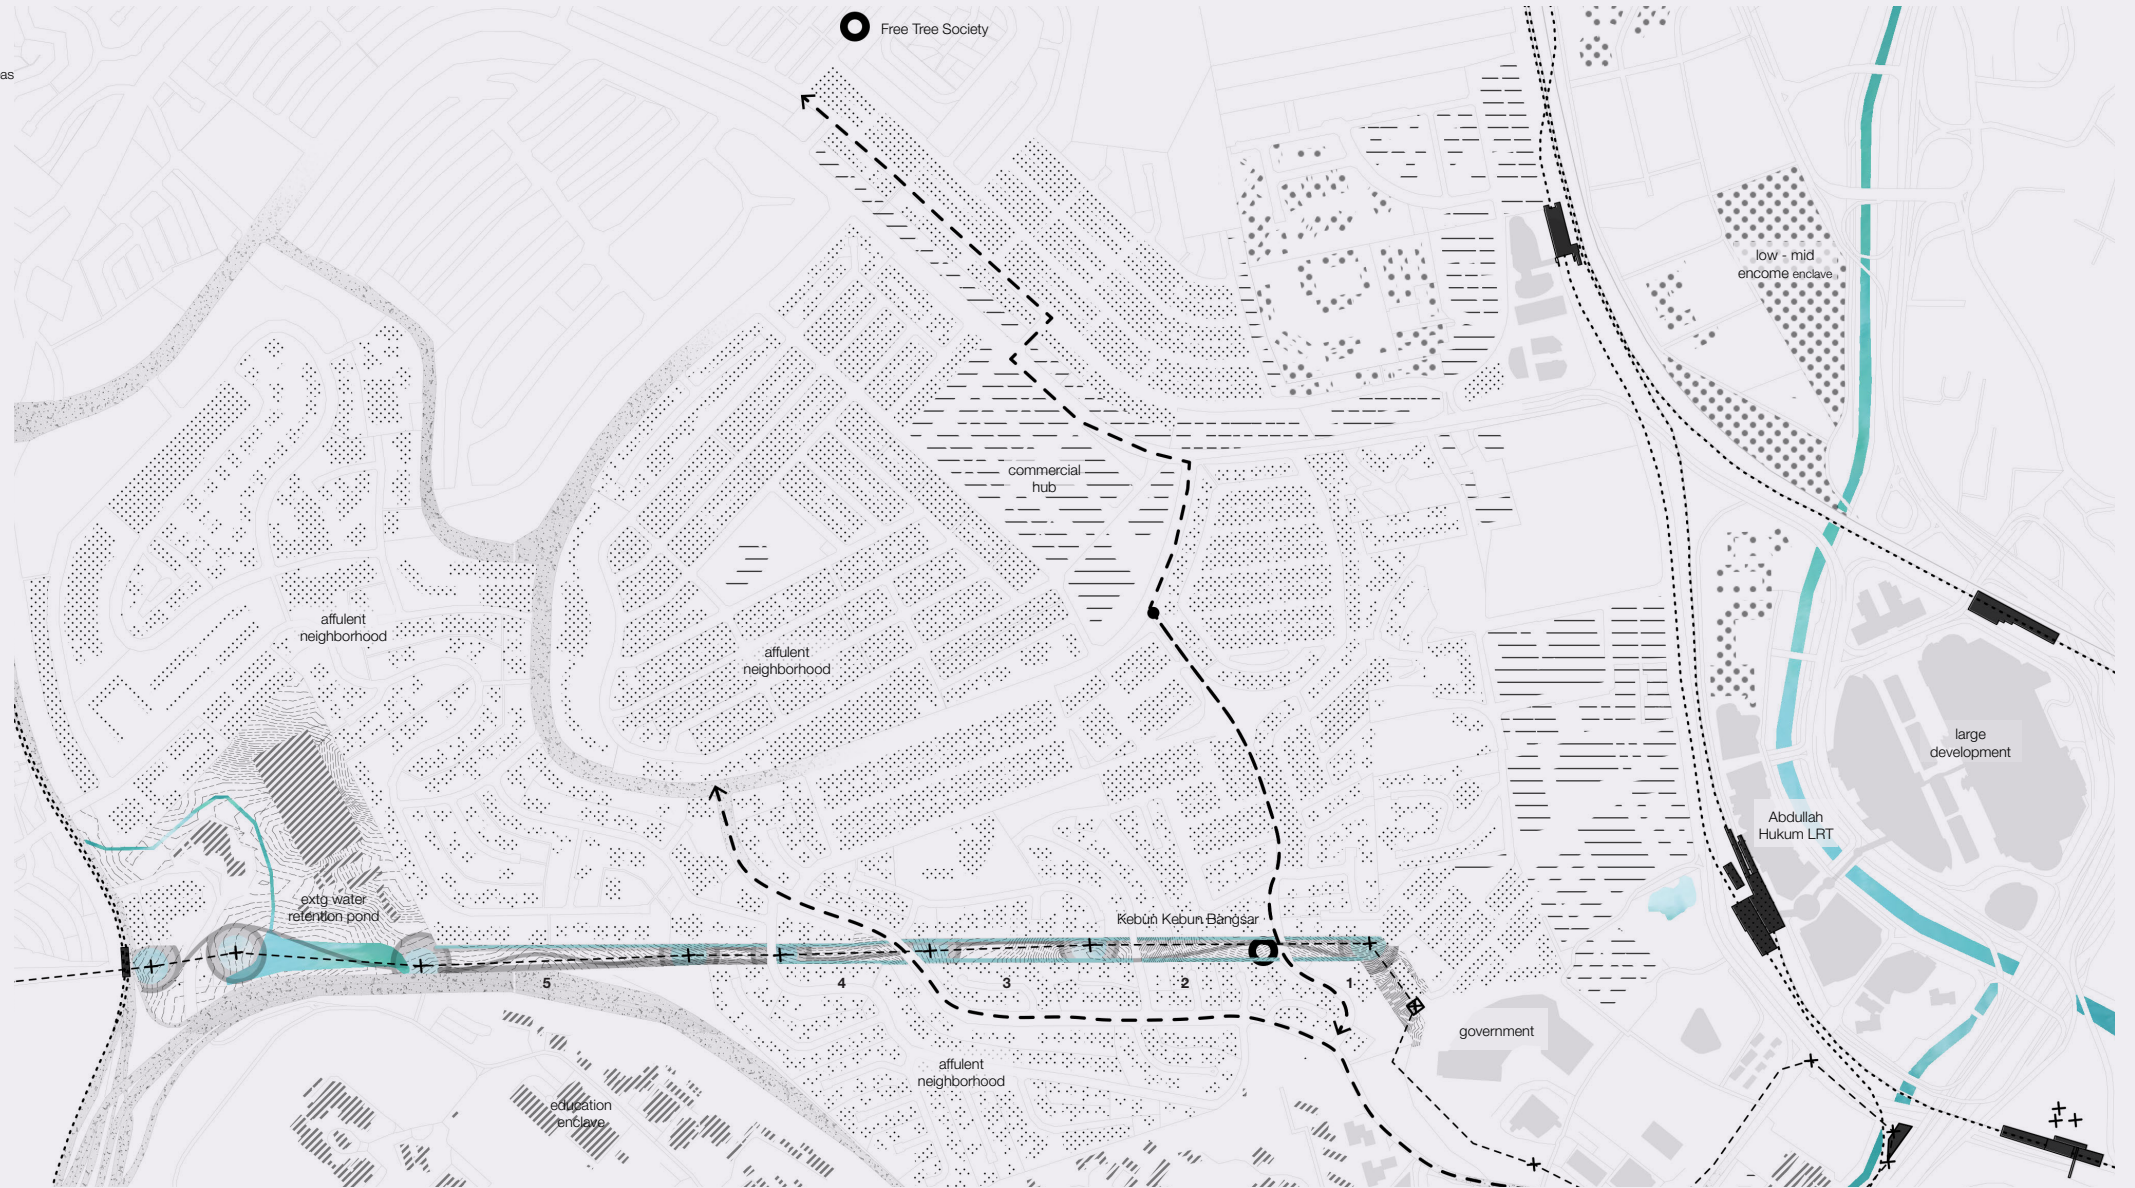 Free Tree Society
as
low - mid
encome enclave
commercial
hub
affulent
neighborhood
affulent
neighborhood
large
development
Abdullah
Hukum LRT
extg water
retention pond
Kebun Kebun Bangsar
5
4
3
2
1
government
affulent
neighborhood
education
enclave